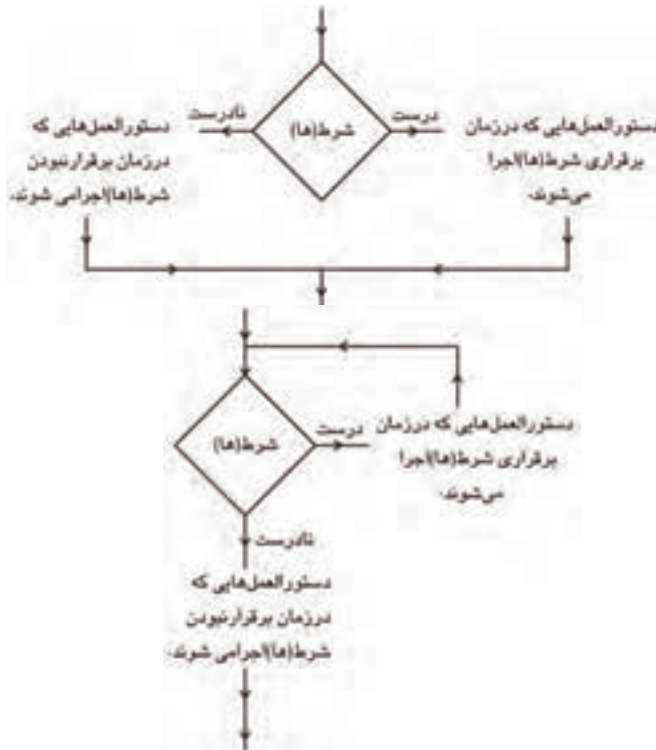 درست
شرط(ها)
نادرست
دستورالعمل‌هایی که درزمان
برقراری شرط(ها)اجرا
می‌شوند.
دستورالعمل‌هایی که
درزمان برقرارنبودن
شرط(ها)اجرامی شوند.
دستورالعمل‌هایی که درزمان
برقراری شرط(ها)اجرا
می‌شوند.
درست
شرط(ها)
نادرست
دستورالعمل‌هایی که
درزمان برقرارنبودن
شرط(ها)اجرامی شوند.